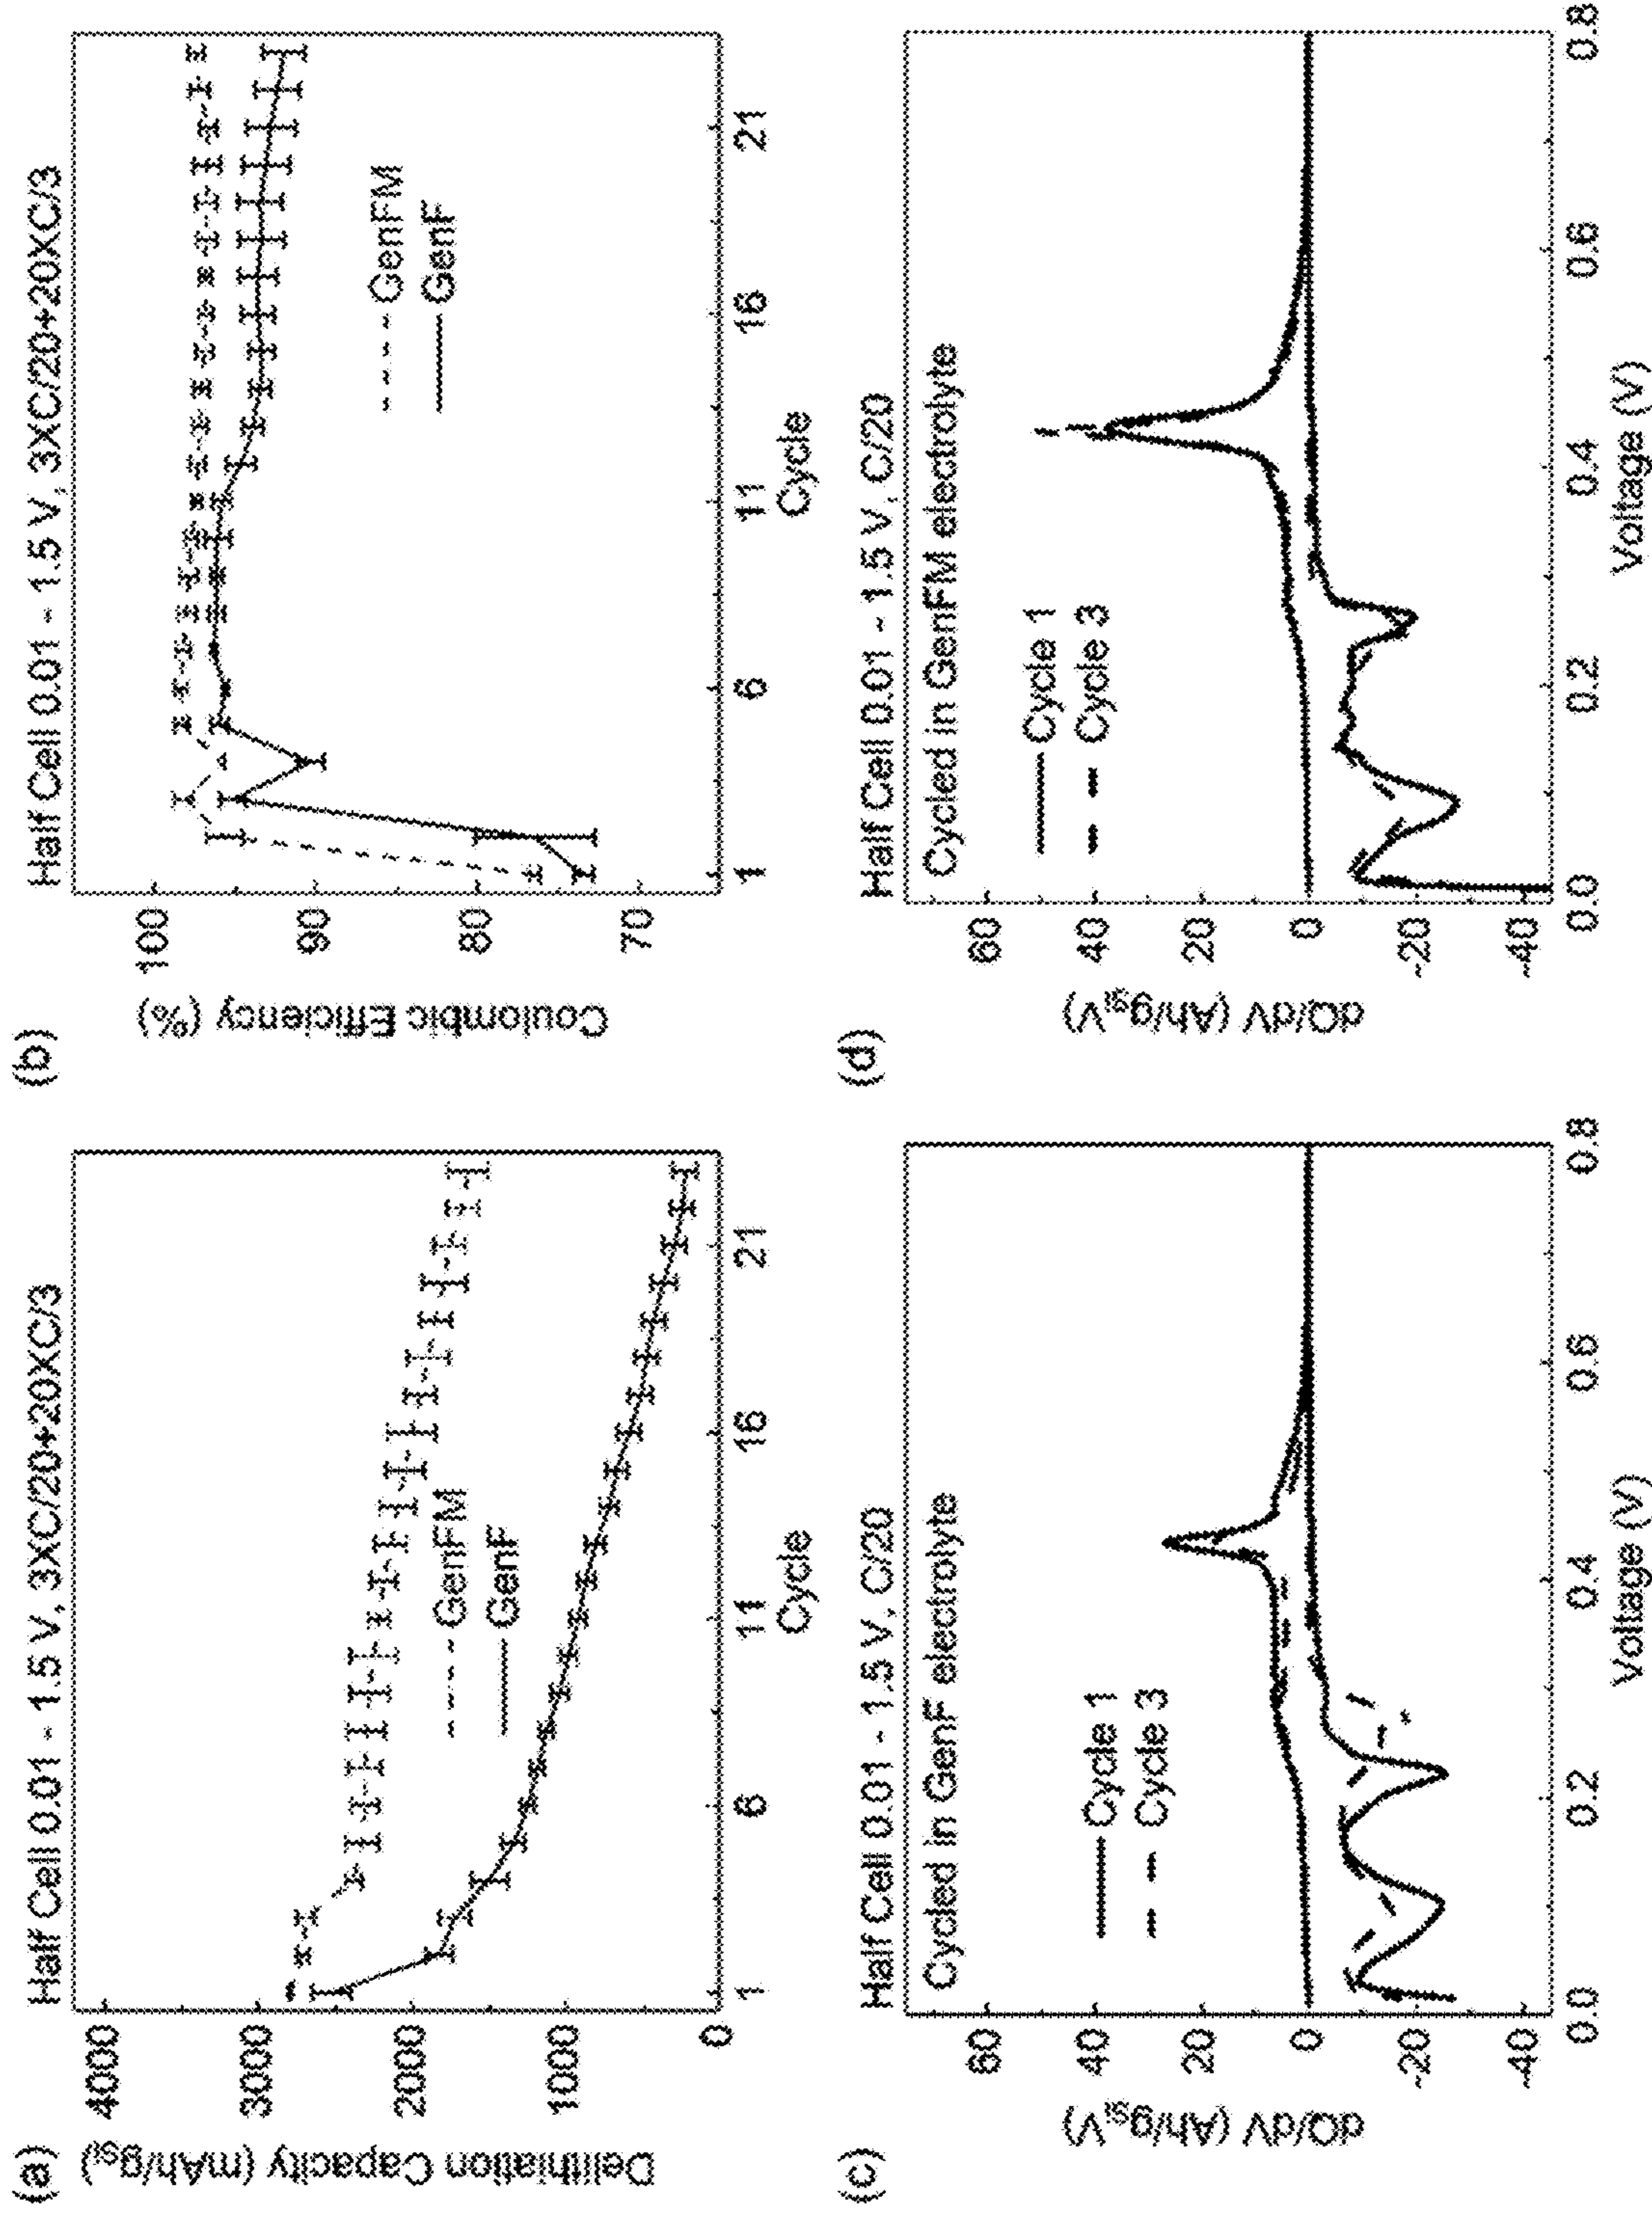 (a)
Half Cell 0.01 - 1.5 V, 3XC/20+20XC/3
Delithiation Capacity (mAh/gSi)
4000
3000
2000
1000
0
GenFM
GenF
1
6
11
16
21
Cycle
(b)
Half Cell 0.01 - 1.5 V, 3XC/20+20XC/3
Coulombic Efficiency (%)
100
90
80
70
GenFM
GenF
1
6
11
16
21
Cycle
(c)
Half Cell 0.01 - 1.5 V, C/20
Cycled in GenF electrolyte
dQ/dV (Ah/gSiV)
60
40
20
0
-20
-40
Cycle 1
Cycle 3
0.0
0.2
0.4
0.6
0.8
Voltage (V)
(d)
Half Cell 0.01 - 1.5 V, C/20
Cycled in GenFM electrolyte
dQ/dV (Ah/gSiV)
60
40
20
0
-20
-40
Cycle 1
Cycle 3
0.0
0.2
0.4
0.6
0.8
Voltage (V)